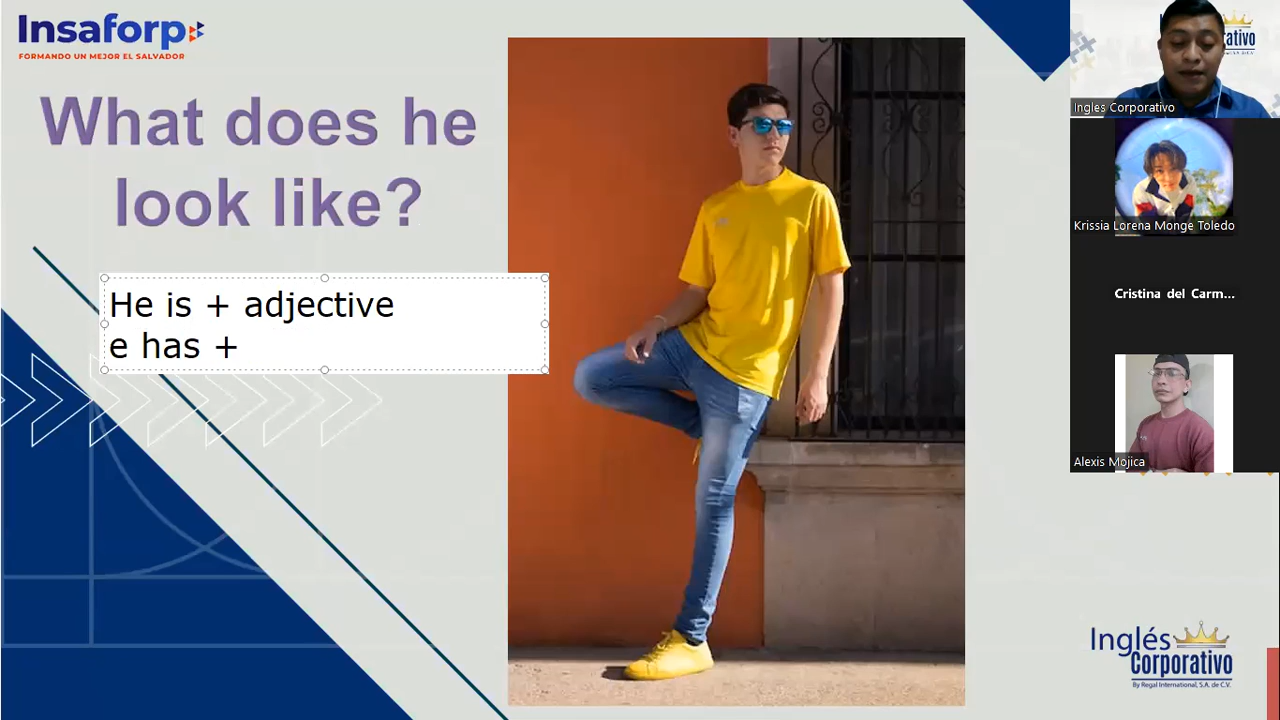 Insaforp
FORMANDO UN MEJOR EL SALVADOR
What does he
look like?
He is + adjective
e has +
Ingles Corporativo
Krissia Lorena Monge Toledo
Cristina del Carm...
Alexis Mojica
Inglés
Corporativo
By Regal International, S.A. de C.V.